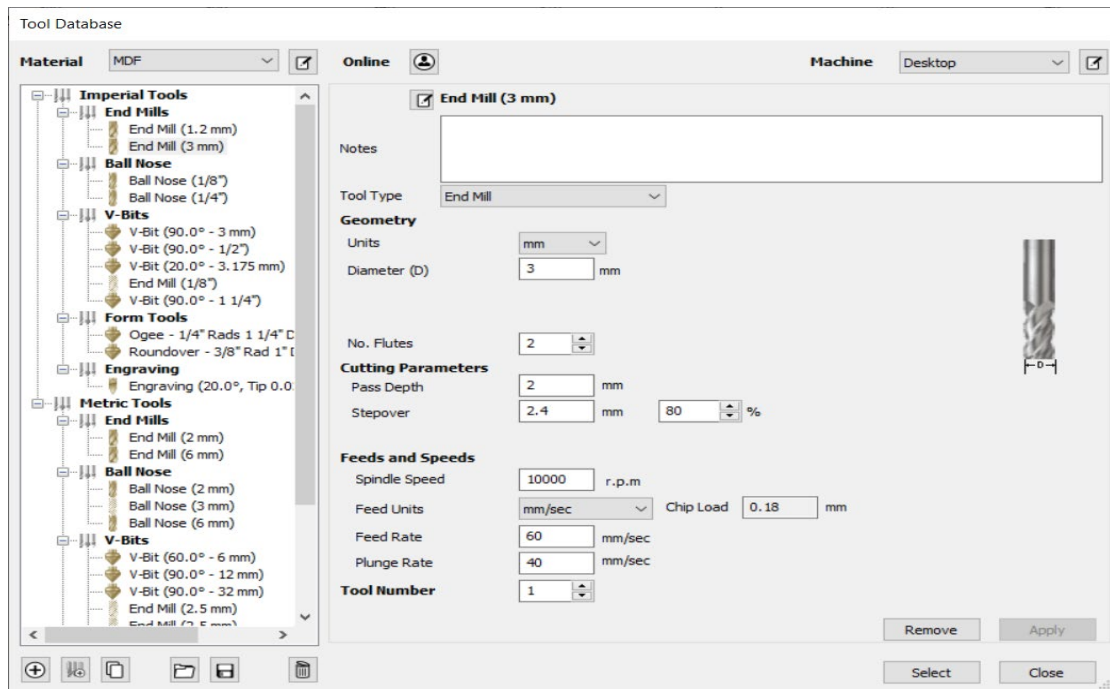 Tool Database
Material MDF Online Machine Desktop
Imperial Tools
End Mills
End Mill (1.2 mm)
End Mill (3 mm)
Ball Nose
Ball Nose (1/8")
Ball Nose (1/4")
V-Bits
V-Bit (90.0° - 3 mm)
V-Bit (90.0° - 1/2")
V-Bit (20.0° - 3.175 mm)
End Mill (1/8")
V-Bit (90.0° - 1 1/4")
Form Tools
Ogee - 1/4" Rads 1 1/4" D
Roundover - 3/8" Rad 1"
Engraving
Engraving (20.0°, Tip 0.0
Metric Tools
End Mills
End Mill (2 mm)
End Mill (6 mm)
Ball Nose
Ball Nose (2 mm)
Ball Nose (3 mm)
Ball Nose (6 mm)
V-Bits
V-Bit (60.0° - 6 mm)
V-Bit (90.0° - 12 mm)
V-Bit (90.0° - 32 mm)
End Mill (2.5 mm)
End Mill (2.5 mm)
End Mill (3 mm)
Notes
Tool Type End Mill
Geometry
Units mm
Diameter (D) 3 mm
D
No. Flutes 2
Cutting Parameters
Pass Depth 2 mm
Stepover 2.4 mm 80 %
Feeds and Speeds
Spindle Speed 10000 r.p.m
Feed Units mm/sec Chip Load 0.18 mm
Feed Rate 60 mm/sec
Plunge Rate 40 mm/sec
Tool Number 1
Remove Apply
Select Close